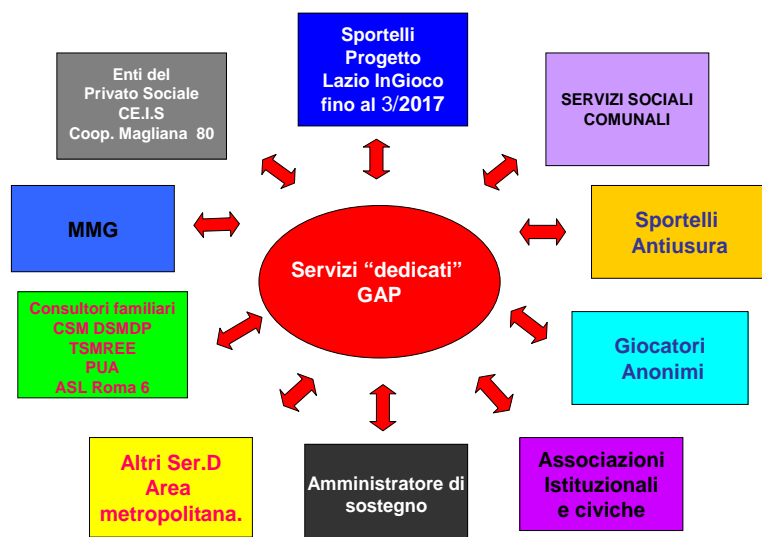 Sportelli
Progetto
Lazio InGioco
fino al 3/2017
Enti del
Privato Sociale
CE.I.S
Coop. Magliana 80
SERVIZI SOCIALI
COMUNALI
MMG
Servizi “dedicati”
GAP
Sportelli
Antiusura
Consultori familiari
CSM DSMDP
TSMREE
PUA
ASL Roma 6
Giocatori
Anonimi
Altri Ser.D
Area
metropolitana.
Amministratore di
sostegno
Associazioni
Istituzionali
e civiche